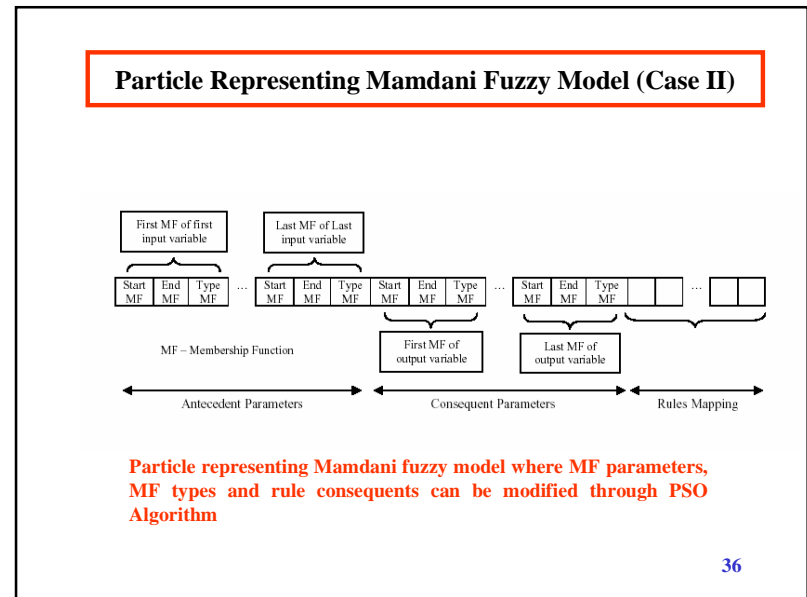 Particle Representing Mamdani Fuzzy Model (Case II)
First MF of first
input variable
Last MF of Last
input variable
Start MF End MF Type MF ... Start MF End MF Type MF Start MF End MF Type MF ... Start MF End MF Type MF ...
First MF of
output variable
Last MF of
output variable
MF – Membership Function
Antecedent Parameters Consequent Parameters Rules Mapping
Particle representing Mamdani fuzzy model where MF parameters,
MF types and rule consequents can be modified through PSO
Algorithm
36